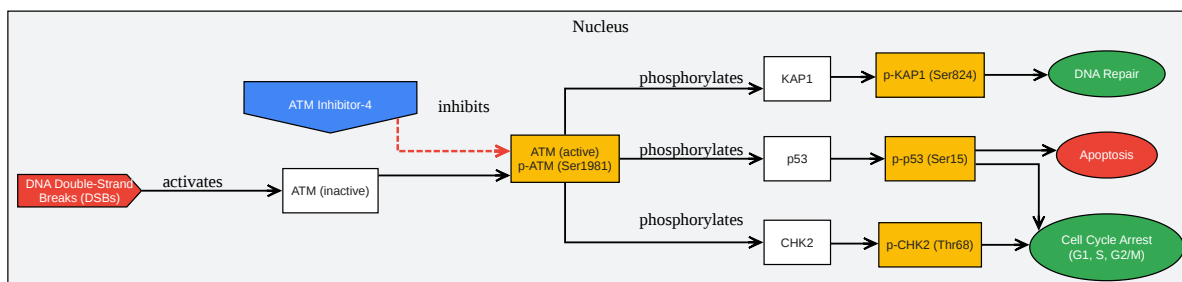 Nucleus
phosphorylates
KAP1
p-KAP1 (Ser824)
DNA Repair
ATM Inhibitor-4
inhibits
ATM (active)
p-ATM (Ser1981)
phosphorylates
p53
p-p53 (Ser15)
Apoptosis
DNA Double-Strand
Breaks (DSBs)
activates
ATM (inactive)
phosphorylates
CHK2
p-CHK2 (Thr68)
Cell Cycle Arrest
(G1, S, G2/M)